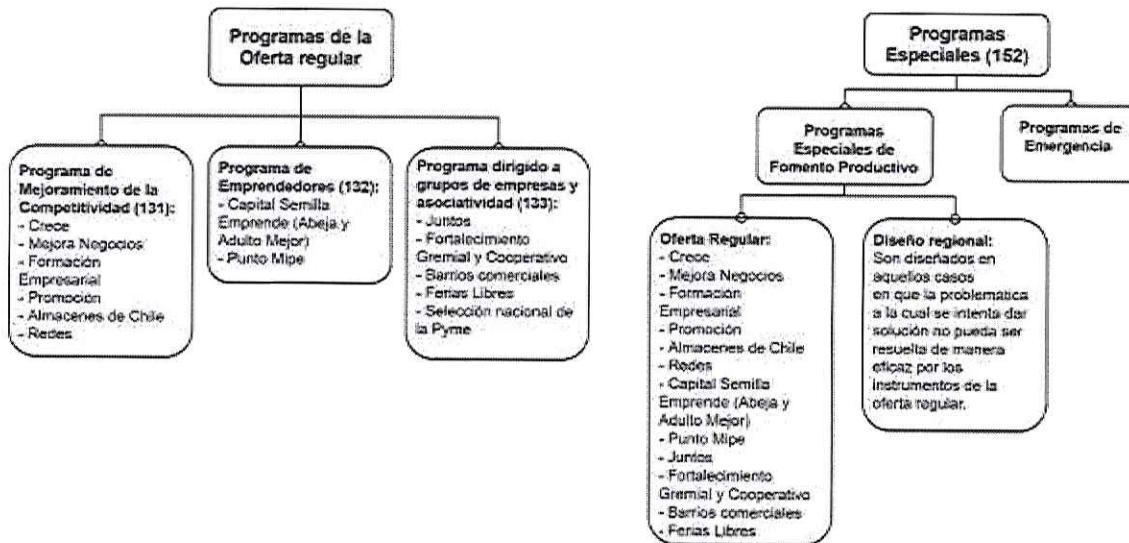 Programas de la
Oferta regular
Programa de
Mejoramiento de la
Competitividad (131):
- Crece
- Mejora Negocios
- Formación
Empresarial
- Promoción
- Almacenes de Chile
- Redes
Programa de
Emprendedores (132):
- Capital Semilla
Emprende (Abeja y
Adulto Mejor)
- Punto Mipe
Programa dirigido a
grupos de empresas y
asociatividad (133):
- Juntos
- Fortalecimiento
Gremial y Cooperativo
- Barrios comerciales
- Ferias Libres
- Selección nacional de
la Pyme
Programas
Especiales (152)
Programas
Especiales de
Fomento Productivo
Programas de
Emergencia
Oferta Regular:
- Crece
- Mejora Negocios
- Formación
Empresarial
- Promoción
- Almacenes de Chile
- Redes
- Capital Semilla
Emprende (Abeja y
Adulto Mejor)
- Punto Mipe
- Juntos
- Fortalecimiento
Gremial y Cooperativo
- Barrios comerciales
- Ferias Libres
Diseño regional:
Son diseñados en
aquellos casos
en que la problemática
a la cual se intenta dar
solución no pueda ser
resuelta de manera
eficaz por los
instrumentos de la
oferta regular.